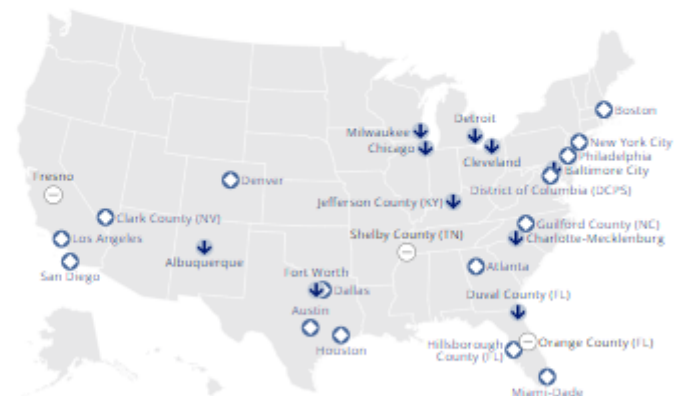 Boston
Detroit
Milwaukee
New York City
Chicago
Philadelphia
Cleveland
Baltimore City
Fresno
Denver
District of Columbia (DCPS)
Jefferson County (KY)
Clark County (NV)
Guilford County (NC)
Shelby County (TN)
Los Angeles
Charlotte-Mecklenburg
Albuquerque
Atlanta
San Diego
Fort Worth
Dallas
Duval County (FL)
Austin
Orange County (FL)
Hillsborough
County (FL)
Houston
Miami-Dade